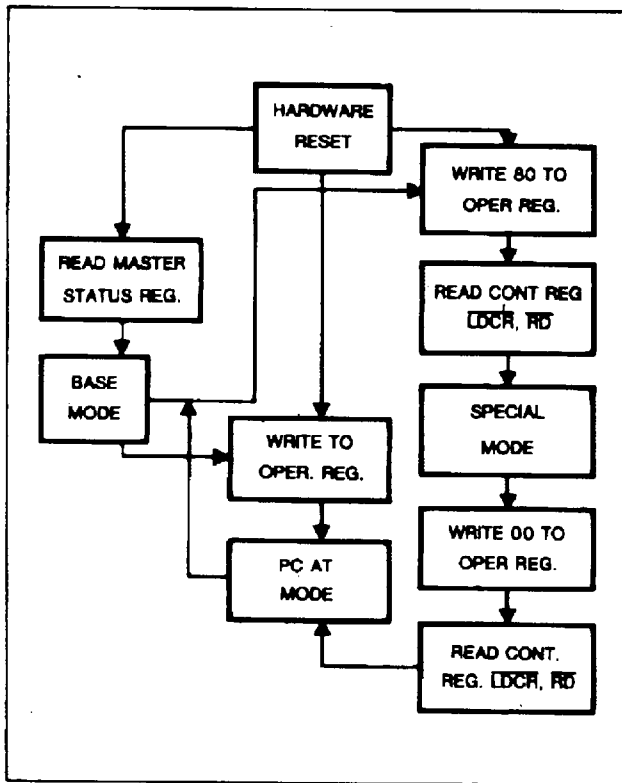 HARDWARE
RESET
WRITE 80 TO
OPER REG.
READ MASTER
STATUS REG.
READ CONT REG
LDCR, RD
BASE
MODE
SPECIAL
MODE
WRITE TO
OPER. REG.
WRITE 00 TO
OPER REG.
PC AT
MODE
READ CONT.
REG. LDCR, RD